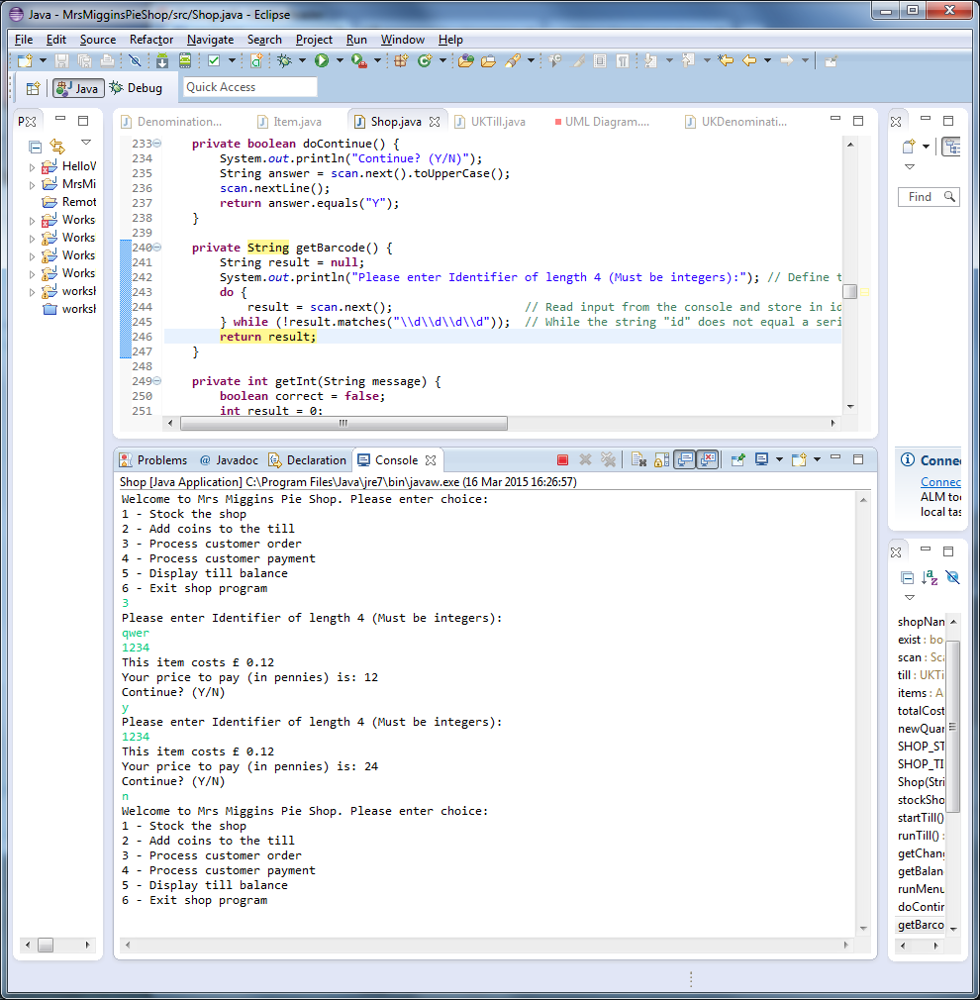 Java - MrsMigginsPieShop/src/Shop.java - Eclipse
File Edit Source Refactor Navigate Search Project Run Window Help
Java Debug Quick Access
P
HelloW
MrsMi
Remot
Works
Works
Works
Works
worksh
worksh
Denomination... Item.java Shop.java UKTill.java UML Diagram.... UKDenominati...
233 private boolean doContinue() {
234 System.out.println("Continue? (Y/N)");
235 String answer = scan.next().toUpperCase();
236 scan.nextLine();
237 return answer.equals("Y");
238 }
239
240 private String getBarcode() {
241 String result = null;
242 System.out.println("Please enter Identifier of length 4 (Must be integers):"); // Define t
243 do {
244 result = scan.next(); // Read input from the console and store in id
245 } while (!result.matches("\\d\\d\\d\\d")); // While the string "id" does not equal a seri
246 return result;
247 }
248
249 private int getInt(String message) {
250 boolean correct = false;
251 int result = 0;
Find
Problems @ Javadoc Declaration Console
Shop [Java Application] C:\Program Files\Java\jre7\bin\javaw.exe (16 Mar 2015 16:26:57)
Welcome to Mrs Miggins Pie Shop. Please enter choice:
1 - Stock the shop
2 - Add coins to the till
3 - Process customer order
4 - Process customer payment
5 - Display till balance
6 - Exit shop program
3
Please enter Identifier of length 4 (Must be integers):
qwer
1234
This item costs £ 0.12
Your price to pay (in pennies) is: 12
Continue? (Y/N)
y
Please enter Identifier of length 4 (Must be integers):
1234
This item costs £ 0.12
Your price to pay (in pennies) is: 24
Continue? (Y/N)
n
Welcome to Mrs Miggins Pie Shop. Please enter choice:
1 - Stock the shop
2 - Add coins to the till
3 - Process customer order
4 - Process customer payment
5 - Display till balance
6 - Exit shop program
Connec
Connec
ALM too
local tas
shopNan
exist : bo
scan : Sca
till : UKTi
items : A
totalCost
newQuar
SHOP_ST
SHOP_TI
Shop(Stri
stockSho
startTill()
runTill() :
getChang
getBalan
runMenu
doContin
getBarco